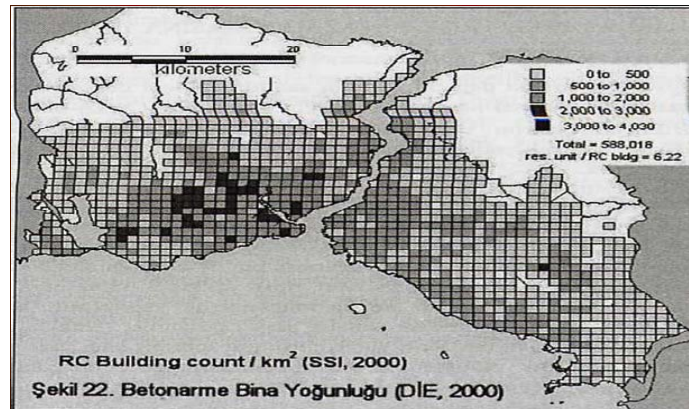 0 10 20
kilometers
0 to 500
500 to 1,000
1,000 to 2,000
2,000 to 3,000
3,000 to 4,030
Total = 588,018
res. unit / RC bldg = 6.22
RC Building count / km² (SSI, 2000)
Şekil 22. Betonarme Bina Yoğunluğu (DİE, 2000)